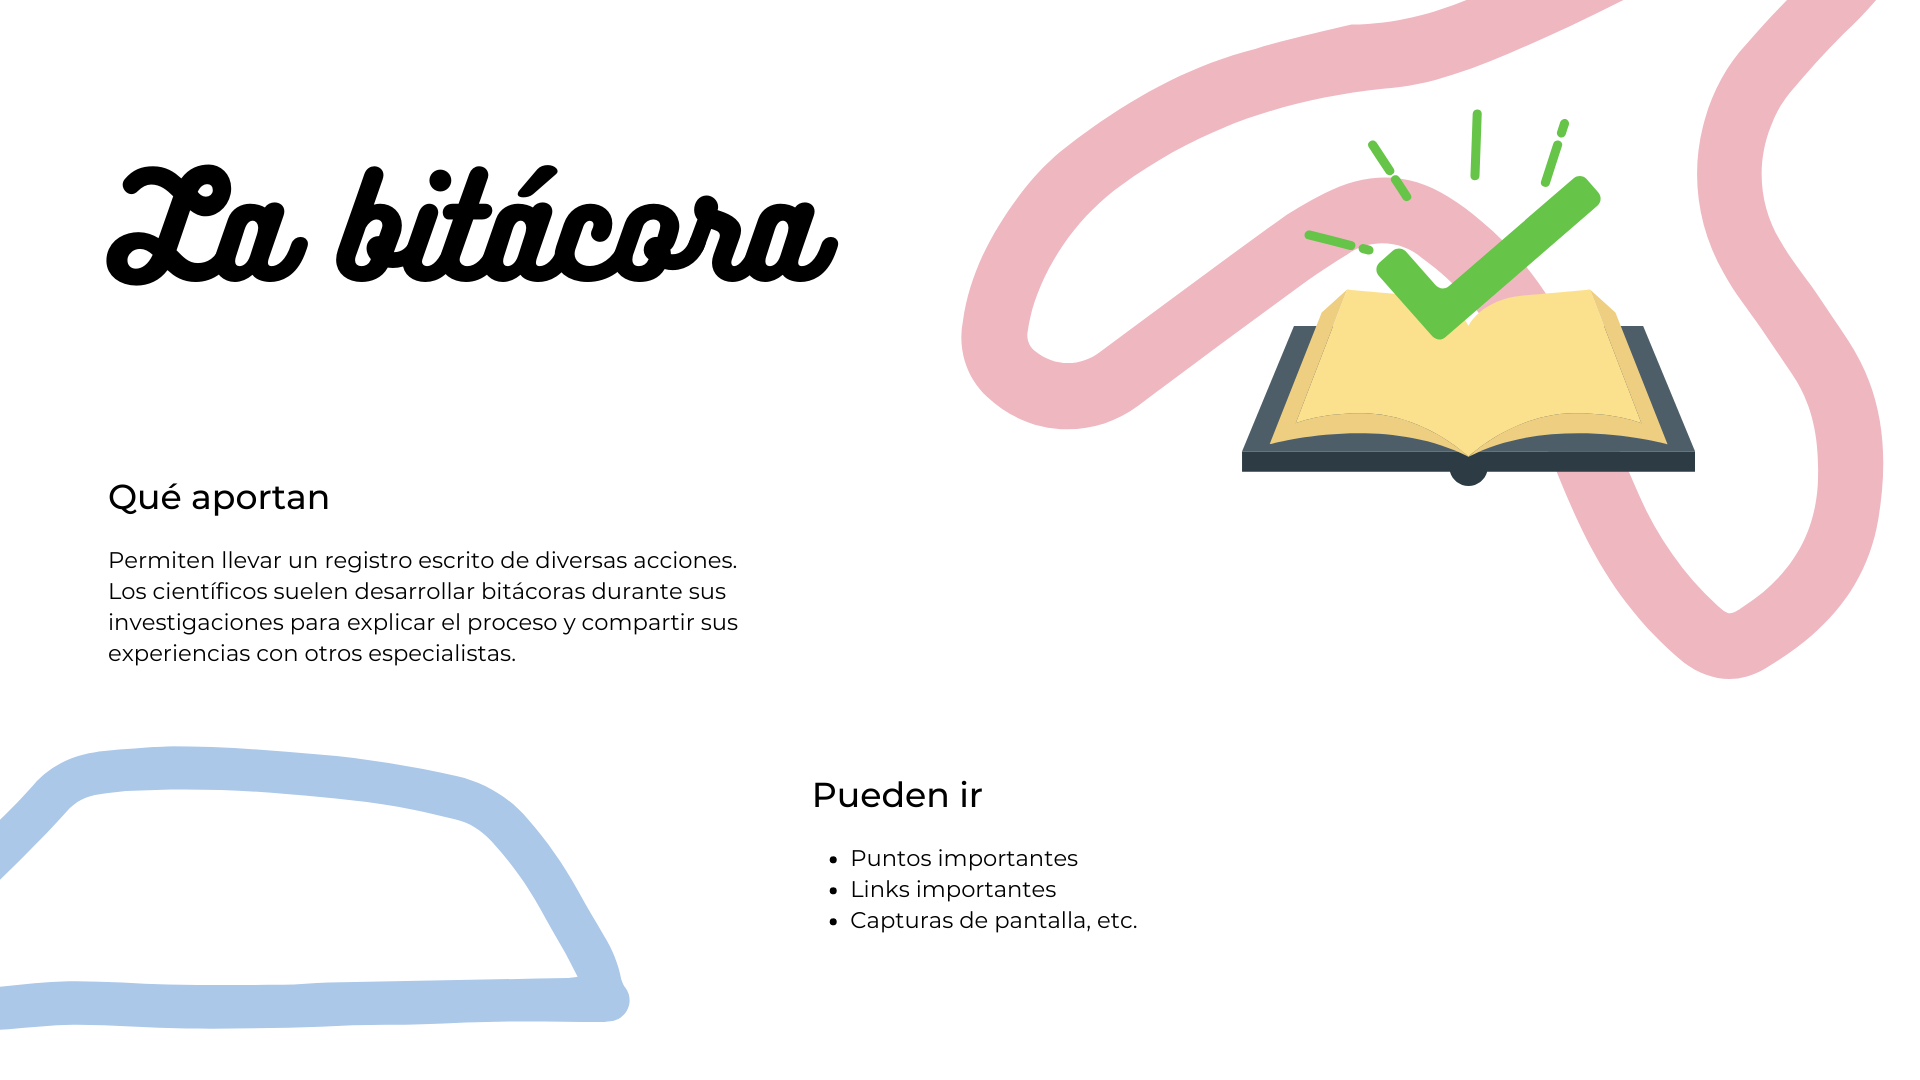 La bitácora
Qué aportan
Permiten llevar un registro escrito de diversas acciones.
Los científicos suelen desarrollar bitácoras durante sus
investigaciones para explicar el proceso y compartir sus
experiencias con otros especialistas.
Pueden ir
• Puntos importantes
• Links importantes
• Capturas de pantalla, etc.